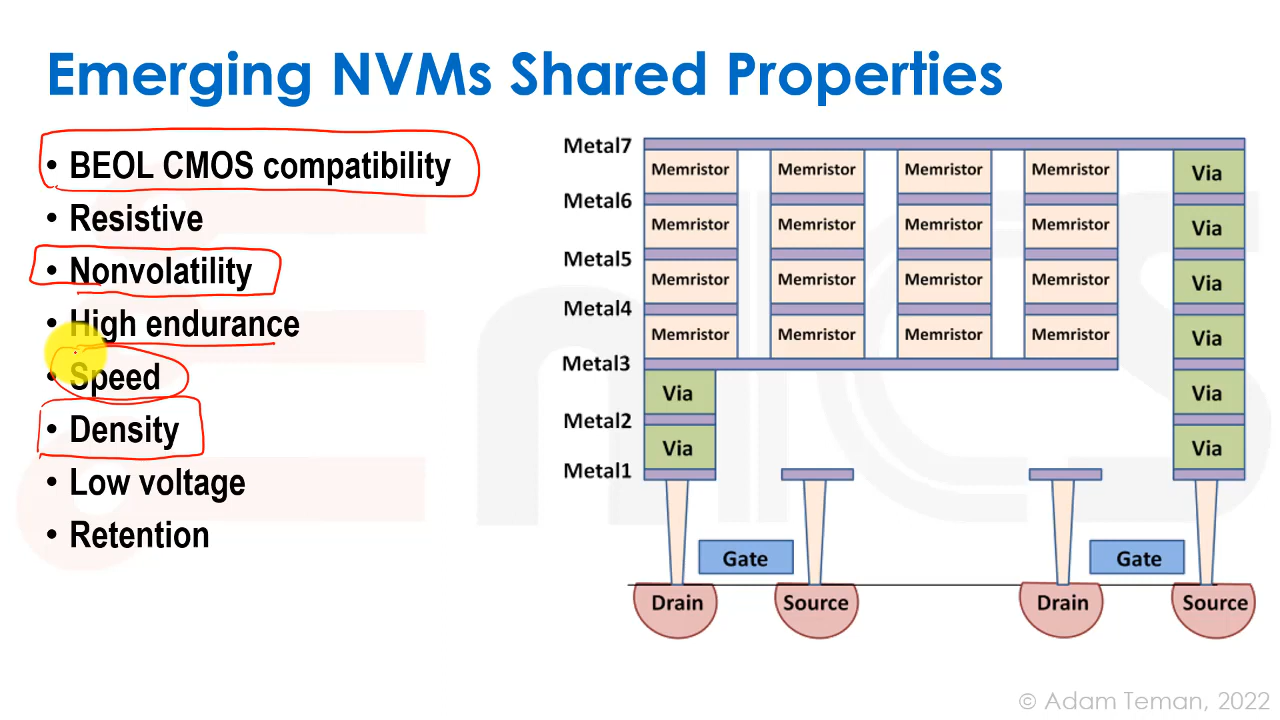 Emerging NVMs Shared Properties
• BEOL CMOS compatibility
• Resistive
• Nonvolatility
• High endurance
• Speed
• Density
• Low voltage
• Retention
Metal7
Memristor Memristor Memristor Memristor Via
Metal6
Memristor Memristor Memristor Memristor Via
Metal5
Memristor Memristor Memristor Memristor Via
Metal4
Memristor Memristor Memristor Memristor Via
Metal3
Via Via
Metal2
Via Via
Metal1
Gate Gate
Drain Source Drain Source
© Adam Teman, 2022